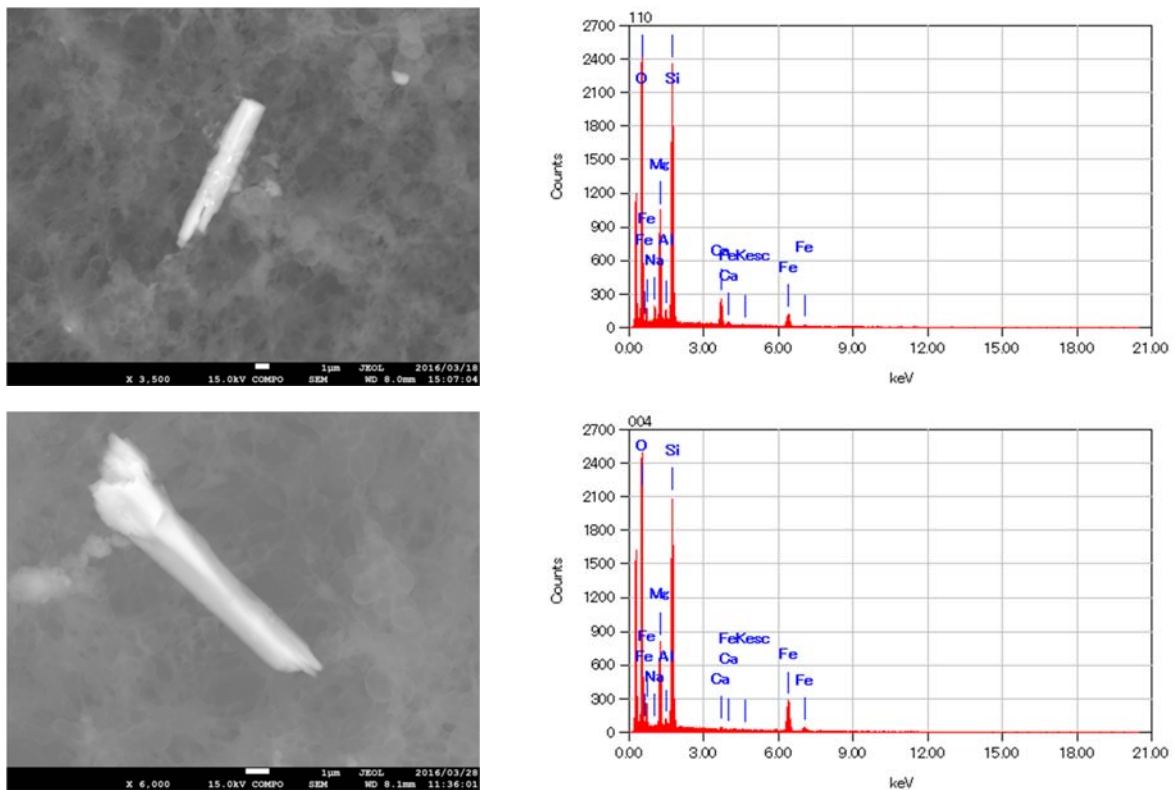 1μm JEOL 2016/03/18
X 3,500 15.0kV COMPO SEM WD 8.0mm 15:07:04
110
2700
2400
2100
1800
1500
1200
900
600
300
0
Counts
O Si
Mg
Fe
Fe Al
Na
Ca FeKesc
Ca
Fe
Fe
0.00 3.00 6.00 9.00 12.00 15.00 18.00 21.00
keV
1μm JEOL 2016/03/28
X 6,000 15.0kV COMPO SEM WD 8.1mm 11:36:01
004
2700
2400
2100
1800
1500
1200
900
600
300
0
Counts
O Si
Mg
Fe
Fe Al
Na
FeKesc
Ca
Ca
Fe
Fe
0.00 3.00 6.00 9.00 12.00 15.00 18.00 21.00
keV